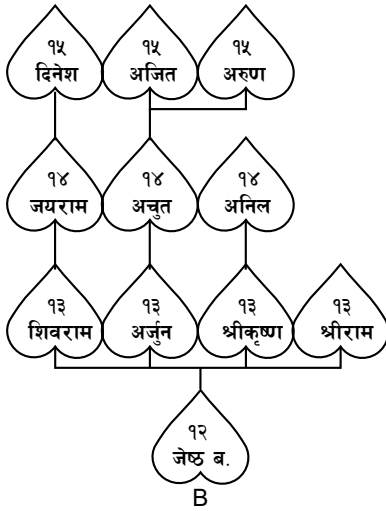 १५ १५ १५
दिनेश अजित अरुण
१४ १४ १४
जयराम अचुत अनिल
१३ १३ १३ १३
शिवराम अर्जुन श्रीकृष्ण श्रीराम
१२
जेष्ठ ब.
B